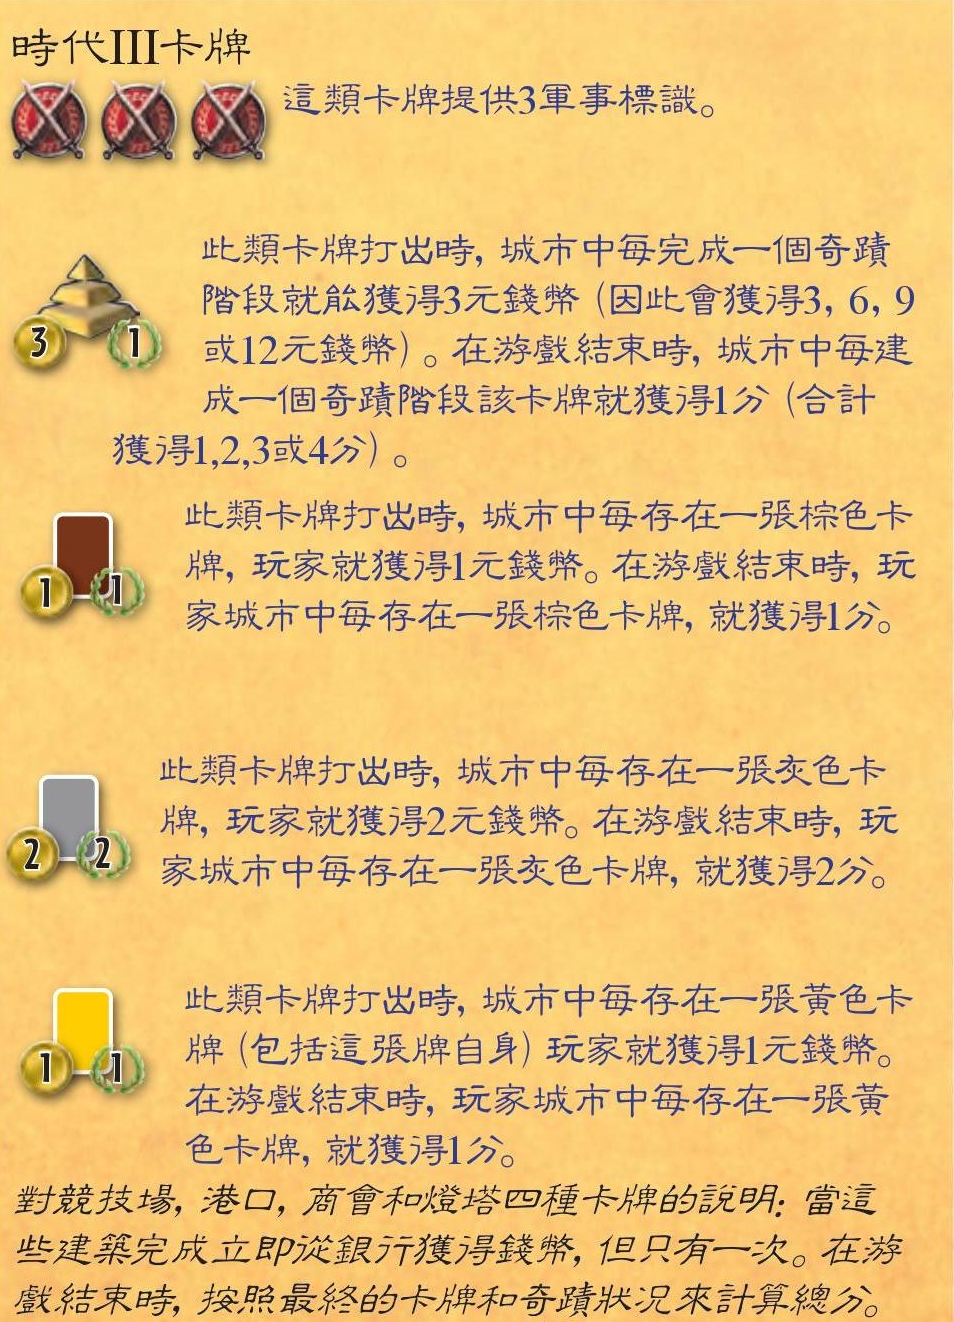 時代III卡牌
這類卡牌提供3軍事標識。
此類卡牌打出時, 城市中每完成一個奇蹟
階段就能獲得3元錢幣 (因此會獲得3, 6, 9
或12元錢幣) 。在游戲結束時, 城市中每建
3
1
成一個奇蹟階段該卡牌就獲得1分 (合計
獲得1,2,3或4分) 。
此類卡牌打出時, 城市中每存在一張棕色卡
牌, 玩家就獲得1元錢幣。在游戲結束時, 玩
1
1
家城市中每存在一張棕色卡牌, 就獲得1分。
此類卡牌打出時, 城市中每存在一張灰色卡
牌, 玩家就獲得2元錢幣。在游戲結束時, 玩
2
2
家城市中每存在一張灰色卡牌, 就獲得2分。
此類卡牌打出時, 城市中每存在一張黃色卡
牌 (包括這張牌自身) 玩家就獲得1元錢幣。
1
1
在游戲結束時, 玩家城市中每存在一張黃
色卡牌, 就獲得1分。
對競技場, 港口, 商會和燈塔四種卡牌的說明: 當這
些建築完成立即從銀行獲得錢幣, 但只有一次。在游
戲結束時, 按照最終的卡牌和奇蹟狀況來計算總分。